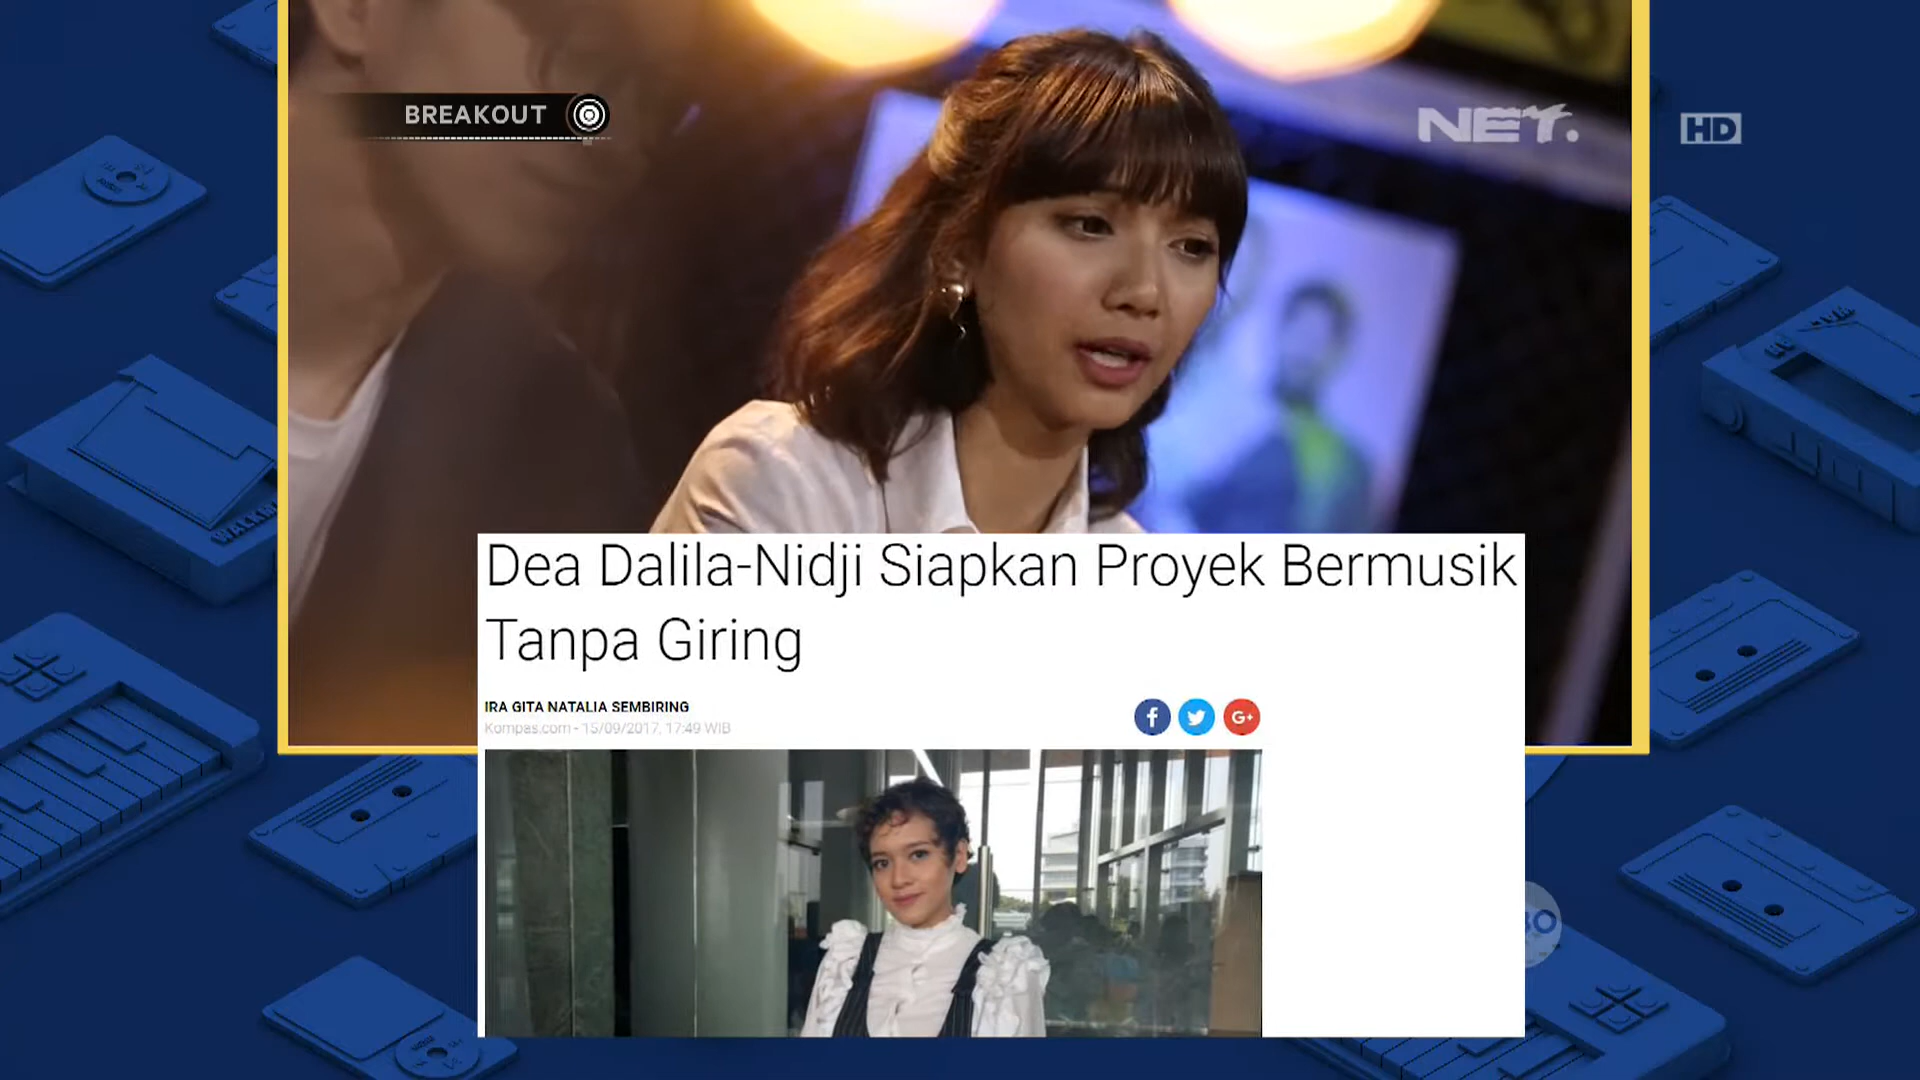 BREAKOUT
NET.
HD
Dea Dalila-Nidji Siapkan Proyek Bermusik
Tanpa Giring
IRA GITA NATALIA SEMBIRING
Kompas.com - 15/09/2017, 17:49 WIB
f
G+